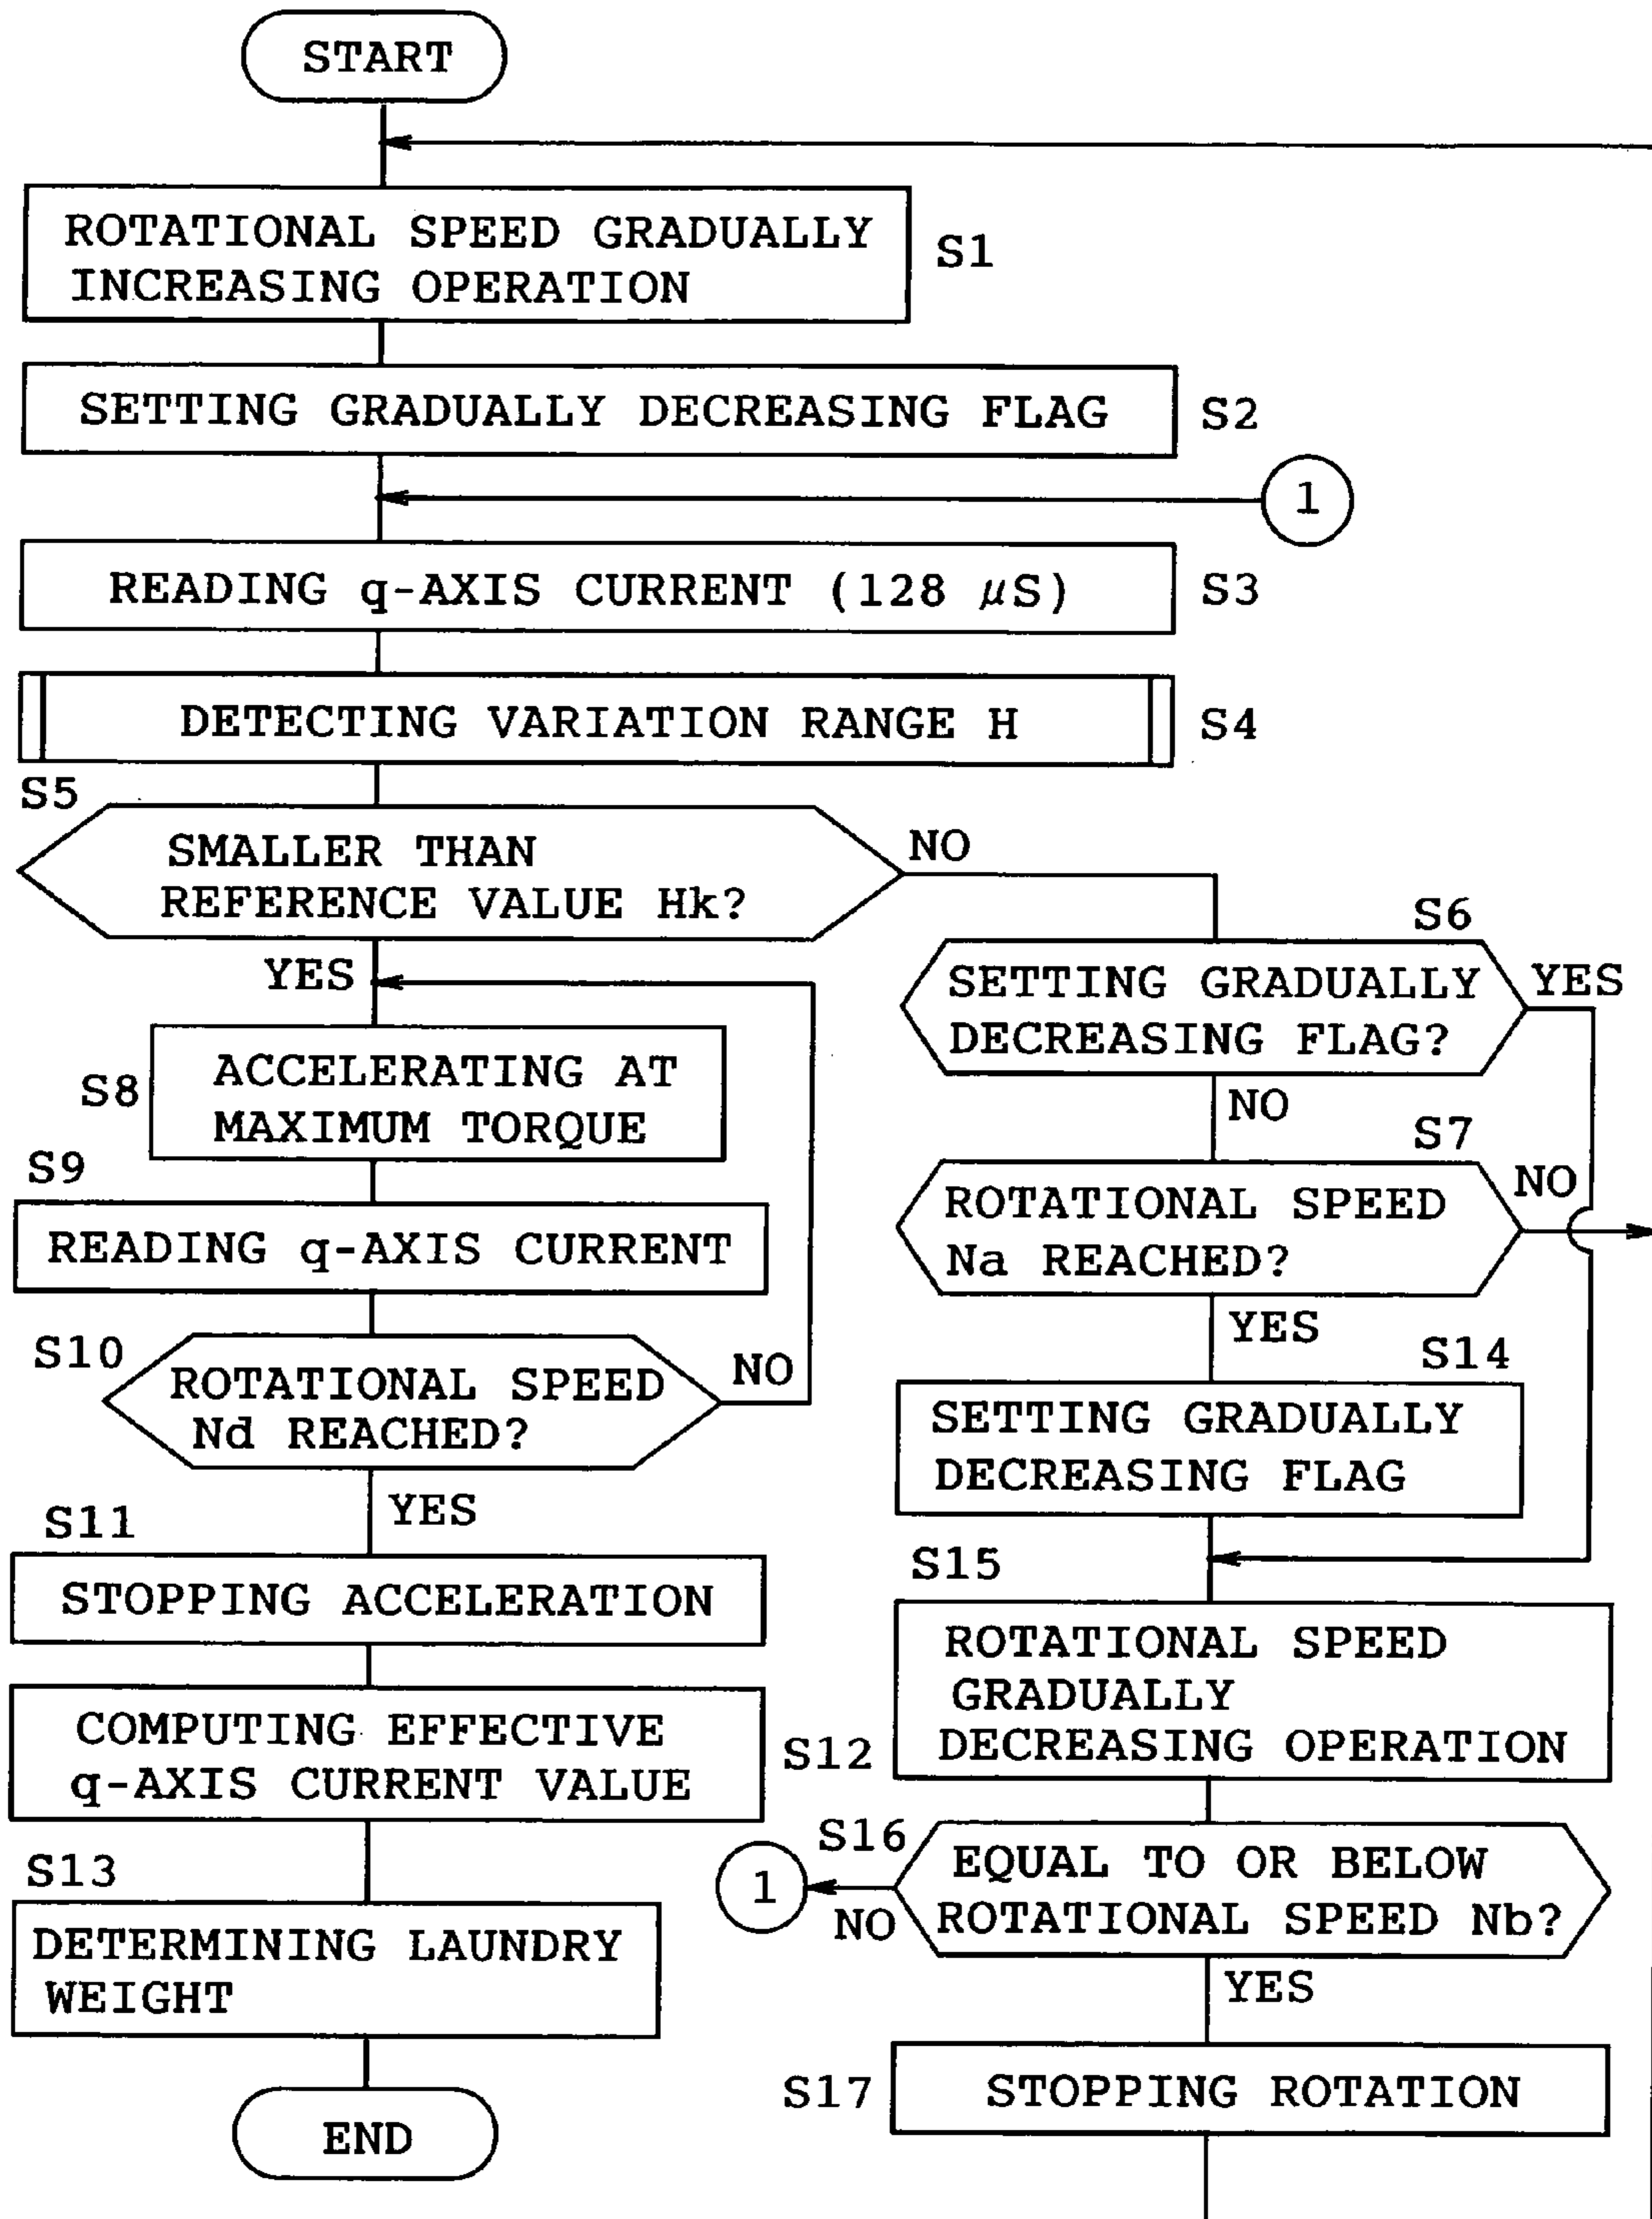 START
ROTATIONAL SPEED GRADUALLY
INCREASING OPERATION
S1
SETTING GRADUALLY DECREASING FLAG
S2
1
READING q-AXIS CURRENT (128 μS)
S3
DETECTING VARIATION RANGE H
S4
S5
SMALLER THAN
REFERENCE VALUE Hk?
NO
YES
S6
SETTING GRADUALLY
DECREASING FLAG?
YES
NO
S8
ACCELERATING AT
MAXIMUM TORQUE
S7
ROTATIONAL SPEED
Na REACHED?
NO
YES
S9
READING q-AXIS CURRENT
S10
ROTATIONAL SPEED
Nd REACHED?
NO
YES
S14
SETTING GRADUALLY
DECREASING FLAG
S11
STOPPING ACCELERATION
S15
ROTATIONAL SPEED
GRADUALLY
DECREASING OPERATION
COMPUTING EFFECTIVE
q-AXIS CURRENT VALUE
S12
S16
EQUAL TO OR BELOW
ROTATIONAL SPEED Nb?
1
NO
YES
S13
DETERMINING LAUNDRY
WEIGHT
S17
STOPPING ROTATION
END